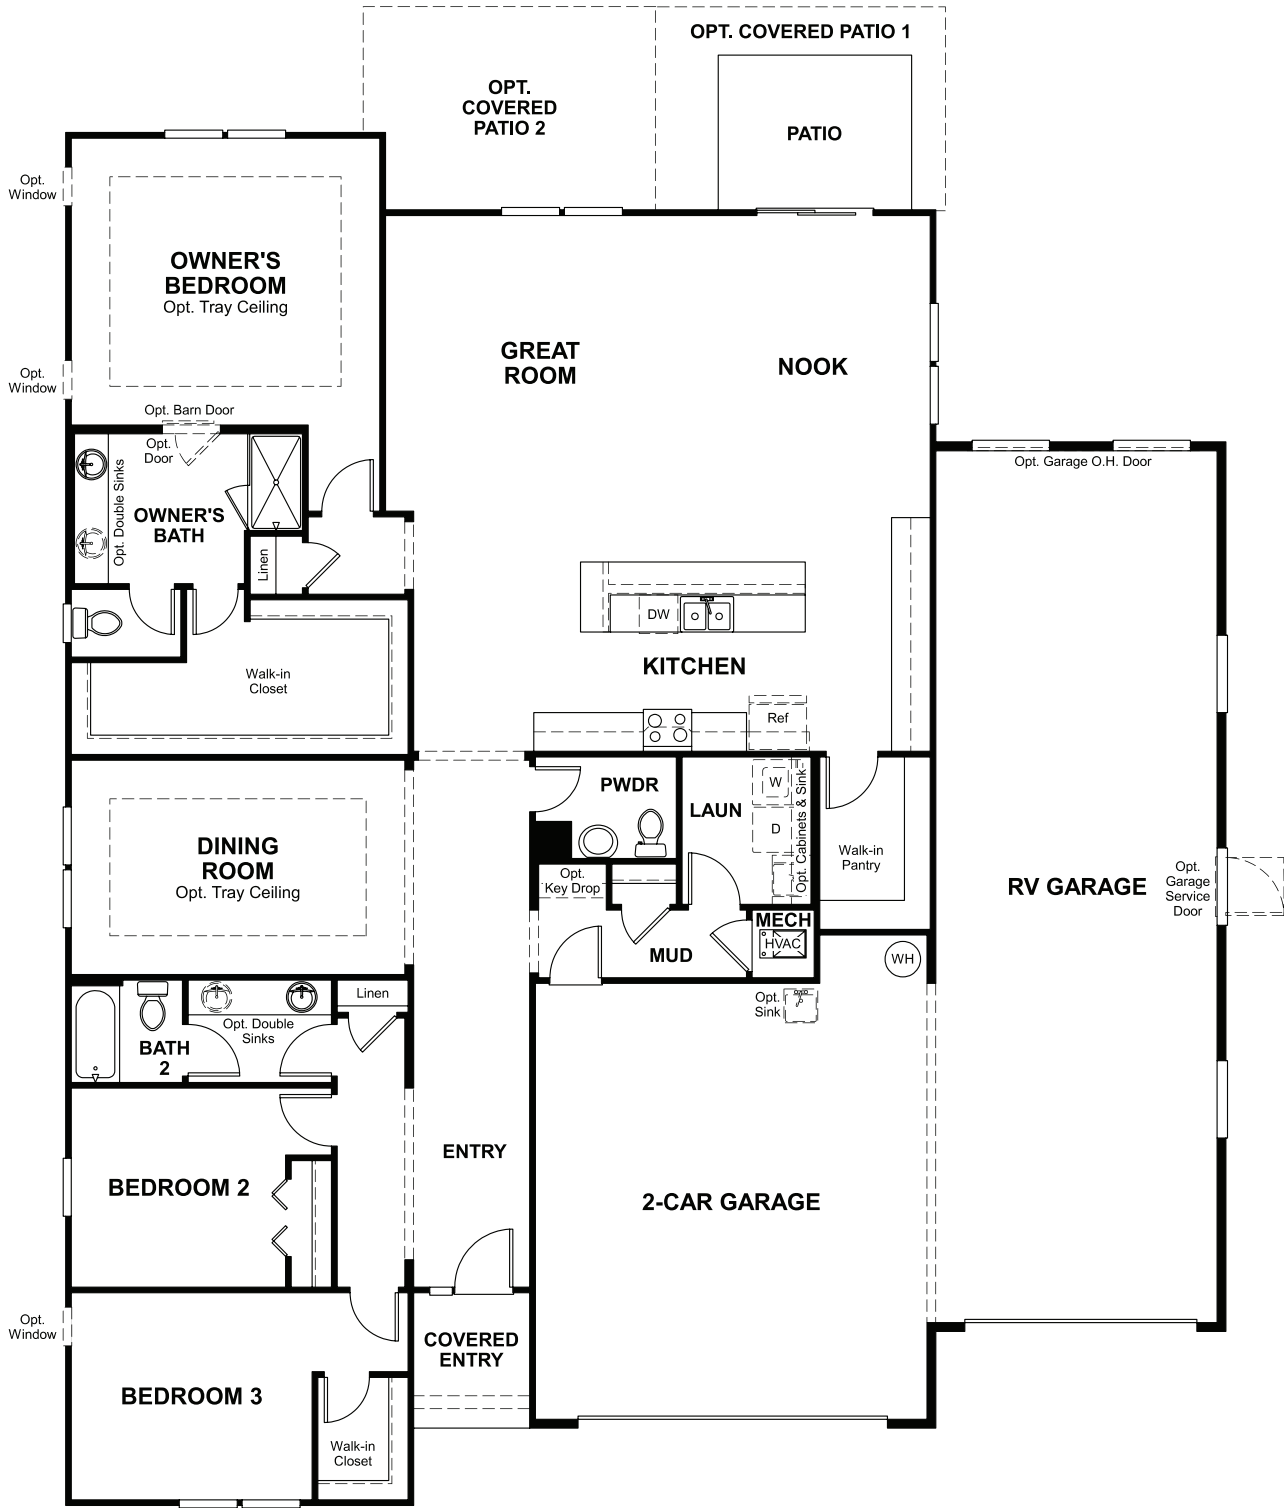 OPT. COVERED PATIO 1
OPT.
COVERED
PATIO 2
PATIO
Opt.
Window
OWNER'S
BEDROOM
Opt. Tray Ceiling
GREAT
ROOM
NOOK
Opt.
Window
Opt. Barn Door
Opt.
Door
Opt. Double Sinks
OWNER'S
BATH
Linen
Opt. Garage O.H. Door
DW
KITCHEN
Walk-in
Closet
Ref
PWDR
LAUN
W
D
Opt. Cabinets & Sink
Walk-in
Pantry
DINING
ROOM
Opt. Tray Ceiling
Opt.
Key Drop
RV GARAGE
Opt.
Garage
Service
Door
MECH
HVAC
MUD
WH
Opt.
Sink
Linen
Opt. Double
Sinks
BATH
2
ENTRY
BEDROOM 2
2-CAR GARAGE
Opt.
Window
COVERED
ENTRY
BEDROOM 3
Walk-in
Closet